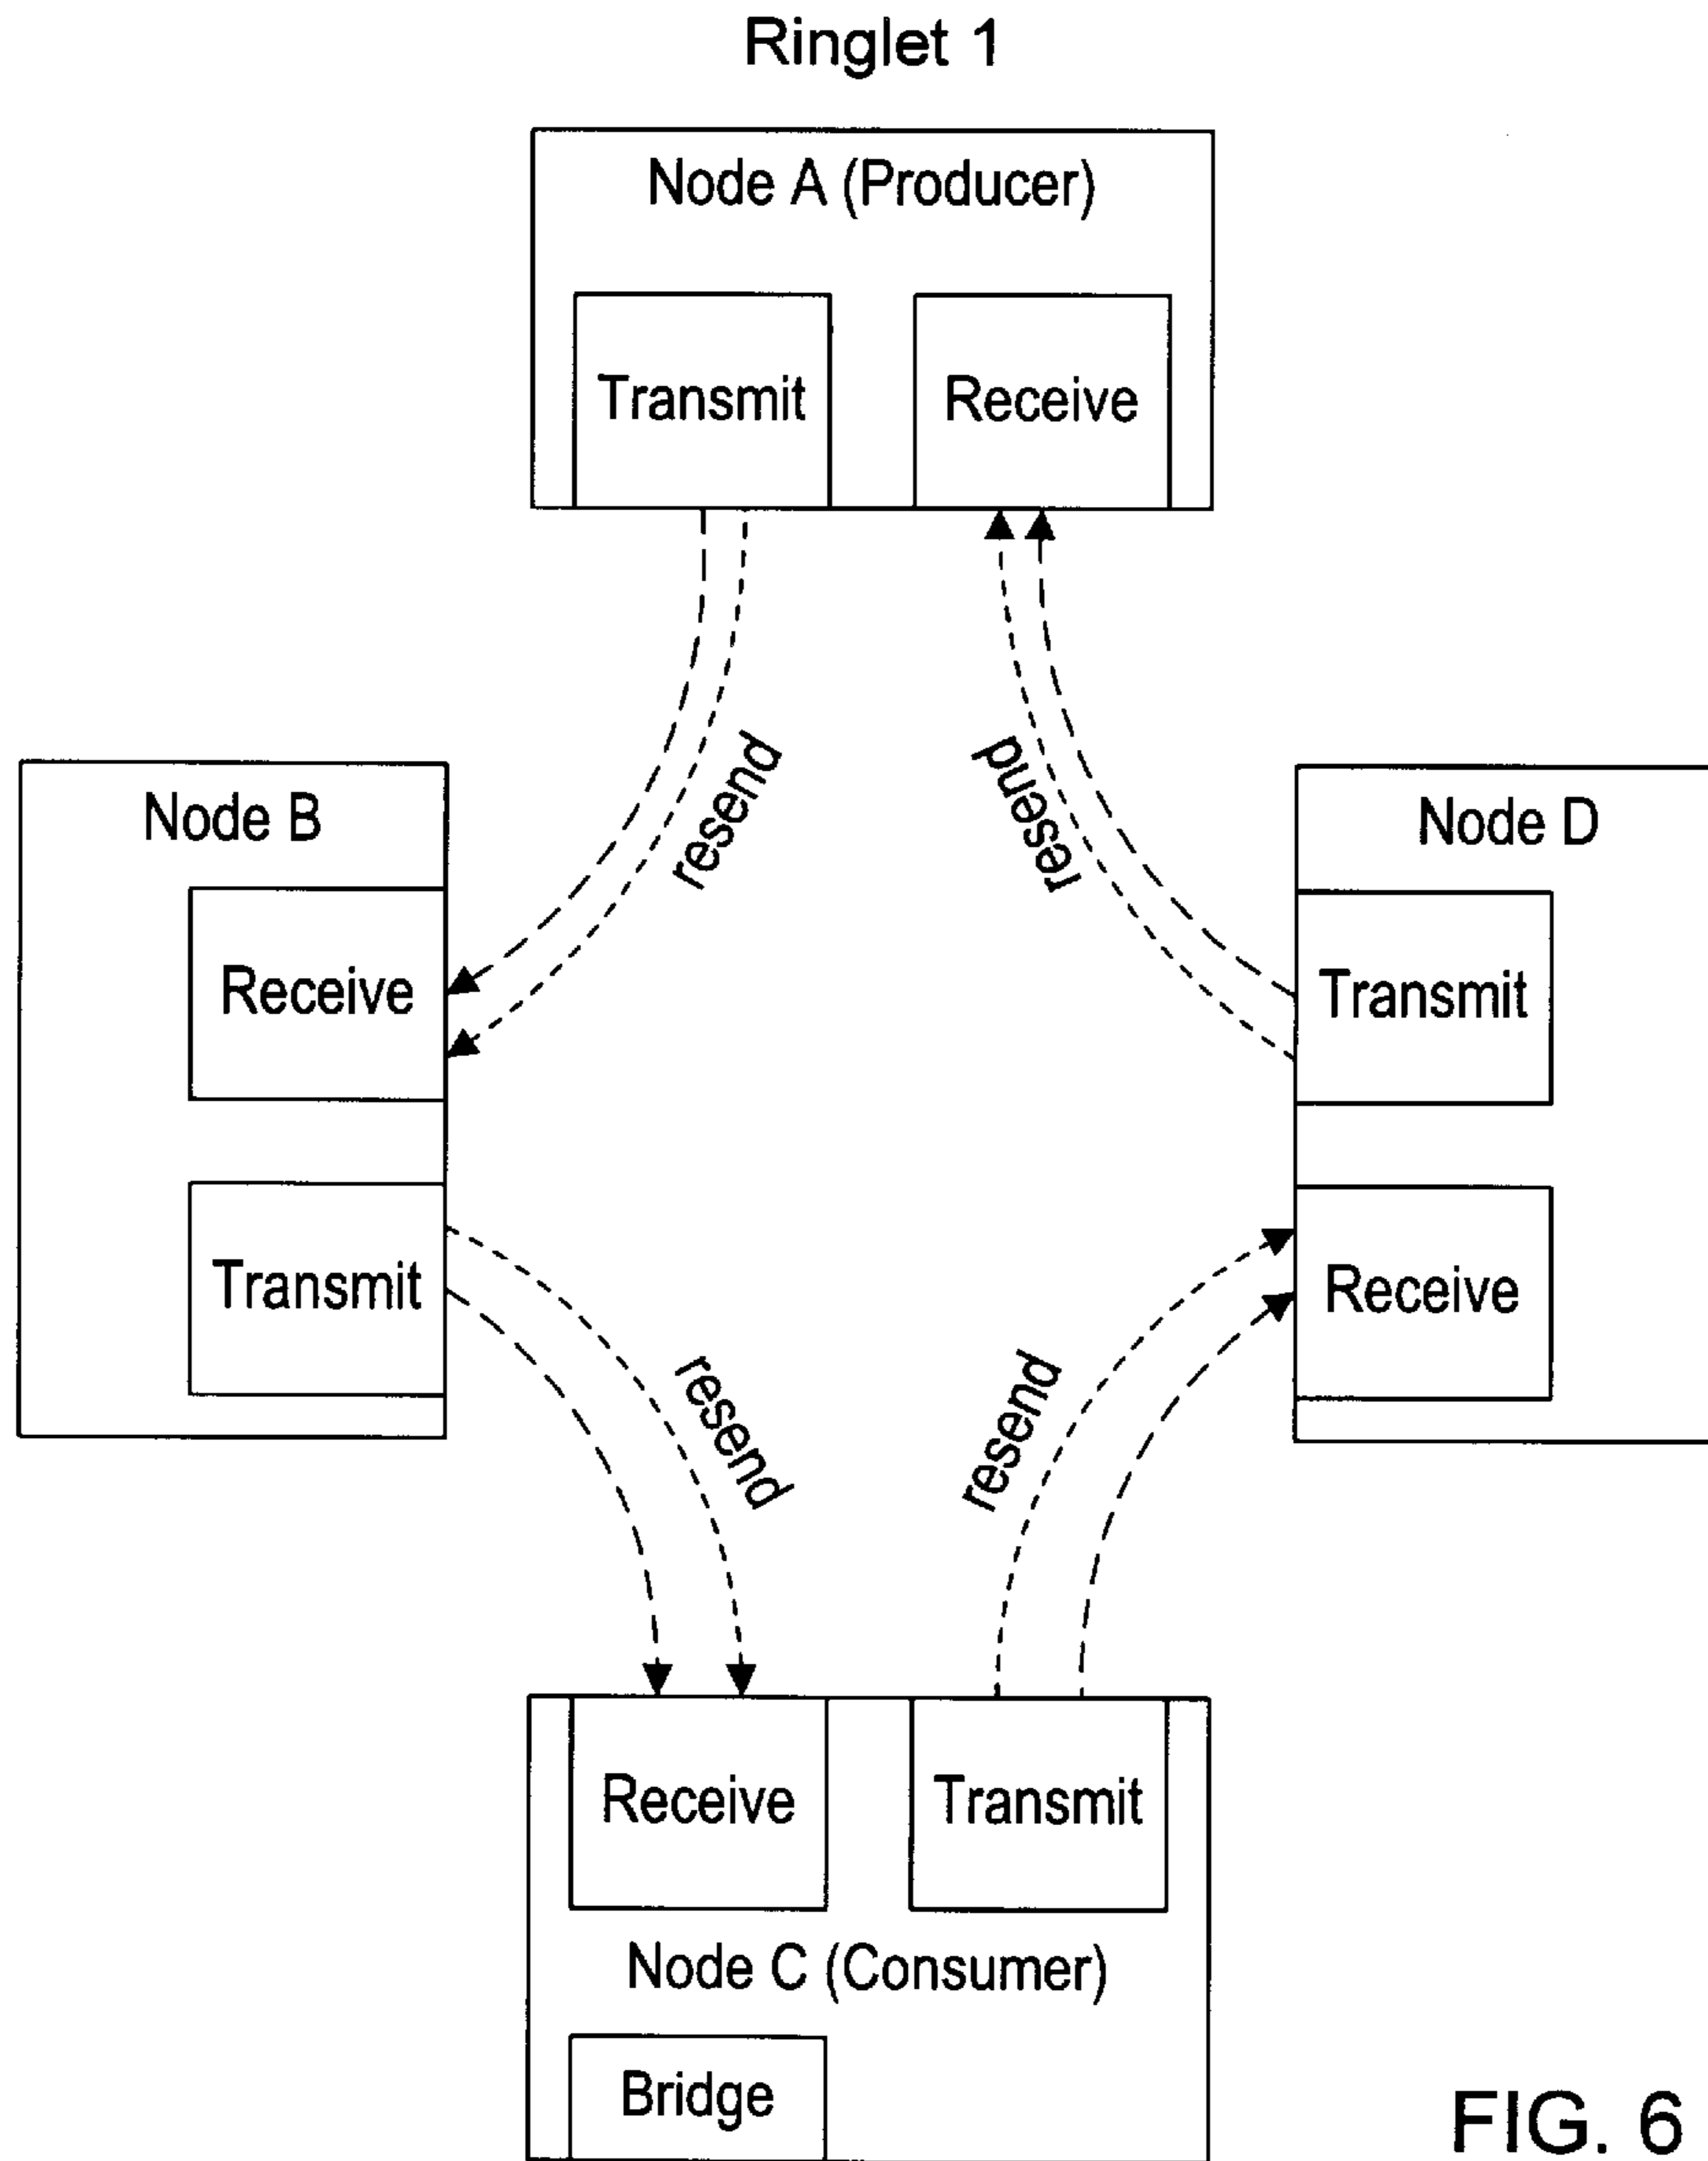 Ringlet 1
Node A (Producer)
Transmit
Receive
resend
resend
Node B
Receive
Transmit
Node D
Transmit
Receive
resend
resend
Receive
Transmit
Node C (Consumer)
Bridge
FIG. 6